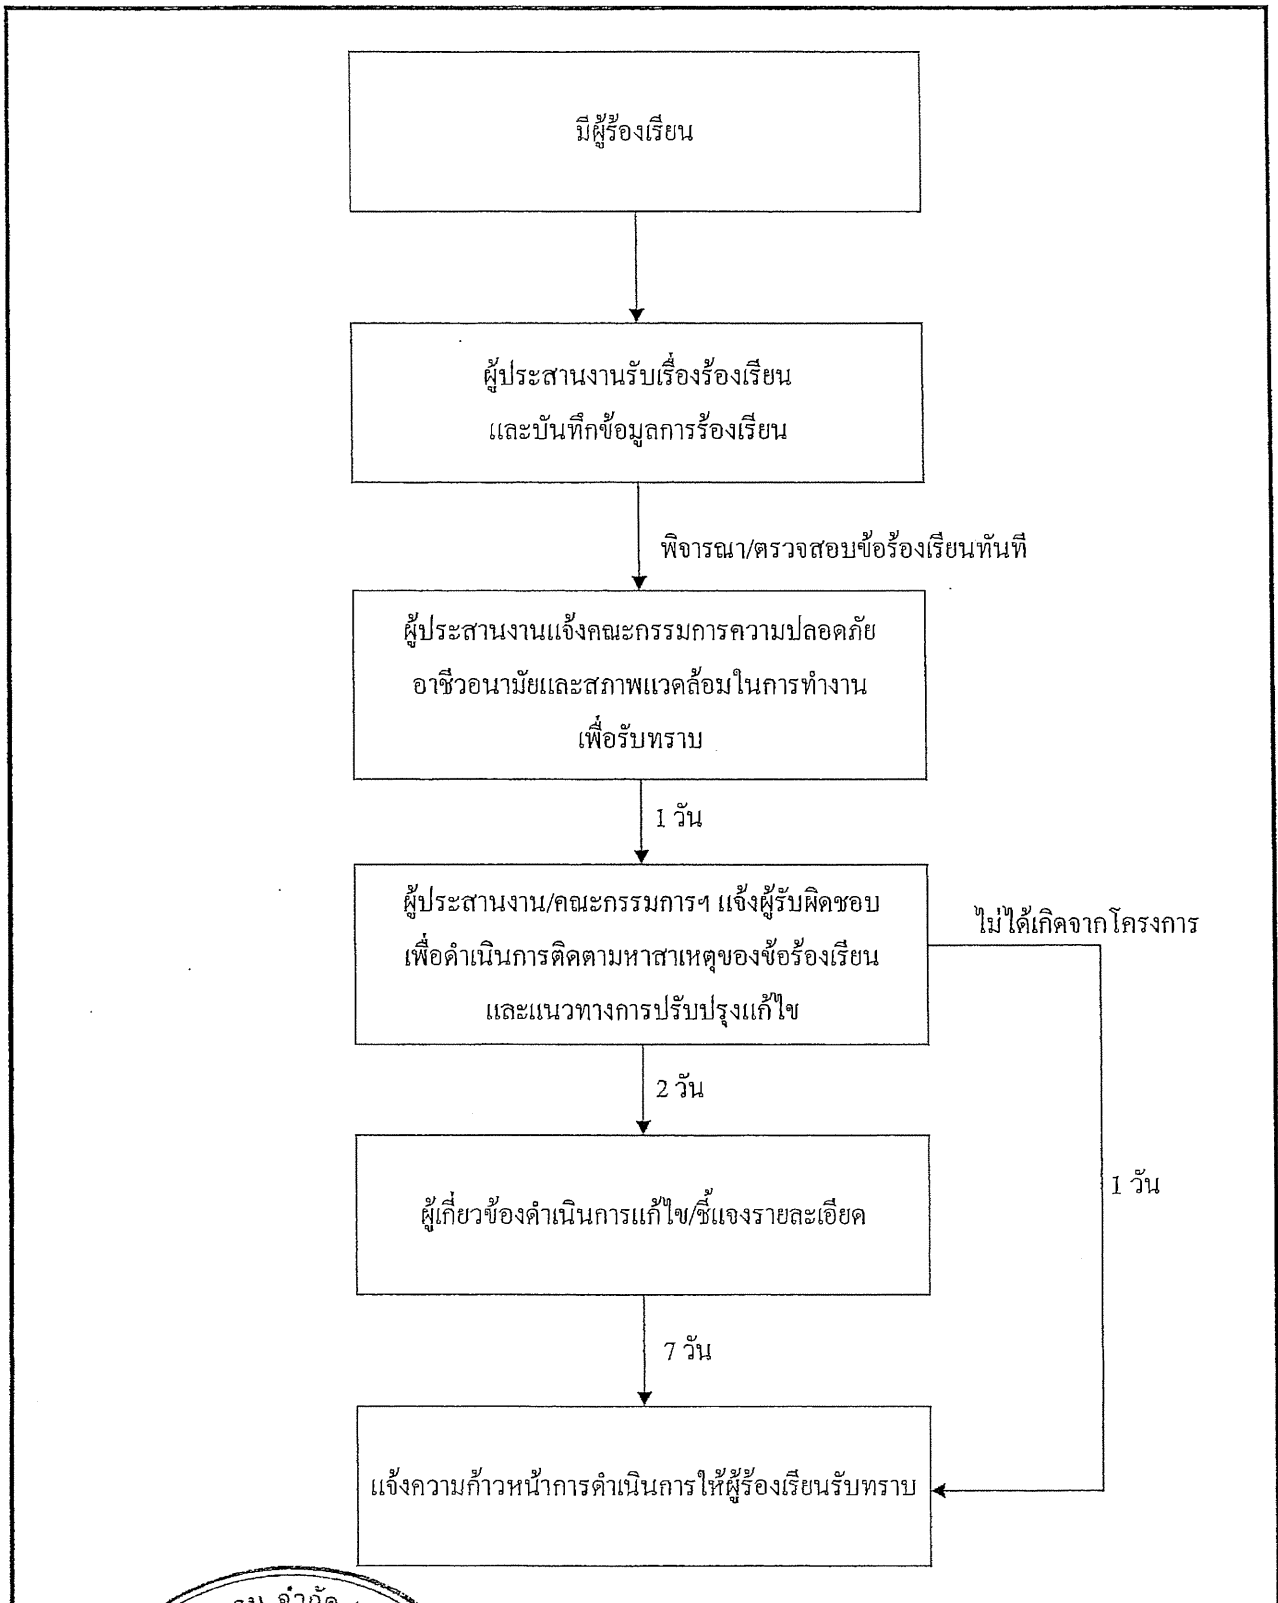 มีผู้ร้องเรียน
ผู้ประสานงานรับเรื่องร้องเรียน
และบันทึกข้อมูลการร้องเรียน
พิจารณา/ตรวจสอบข้อร้องเรียนทันที
ผู้ประสานงานแจ้งคณะกรรมการความปลอดภัย
อาชีวอนามัยและสภาพแวดล้อมในการทำงาน
เพื่อรับทราบ
1 วัน
ผู้ประสานงาน/คณะกรรมการฯ แจ้งผู้รับผิดชอบ
เพื่อดำเนินการติดตามหาสาเหตุของข้อร้องเรียน
และแนวทางการปรับปรุงแก้ไข
ไม่ได้เกิดจากโครงการ
2 วัน
1 วัน
ผู้เกี่ยวข้องดำเนินการแก้ไข/ชี้แจงรายละเอียด
7 วัน
แจ้งความก้าวหน้าการดำเนินการให้ผู้ร้องเรียนรับทราบ
จำกัด